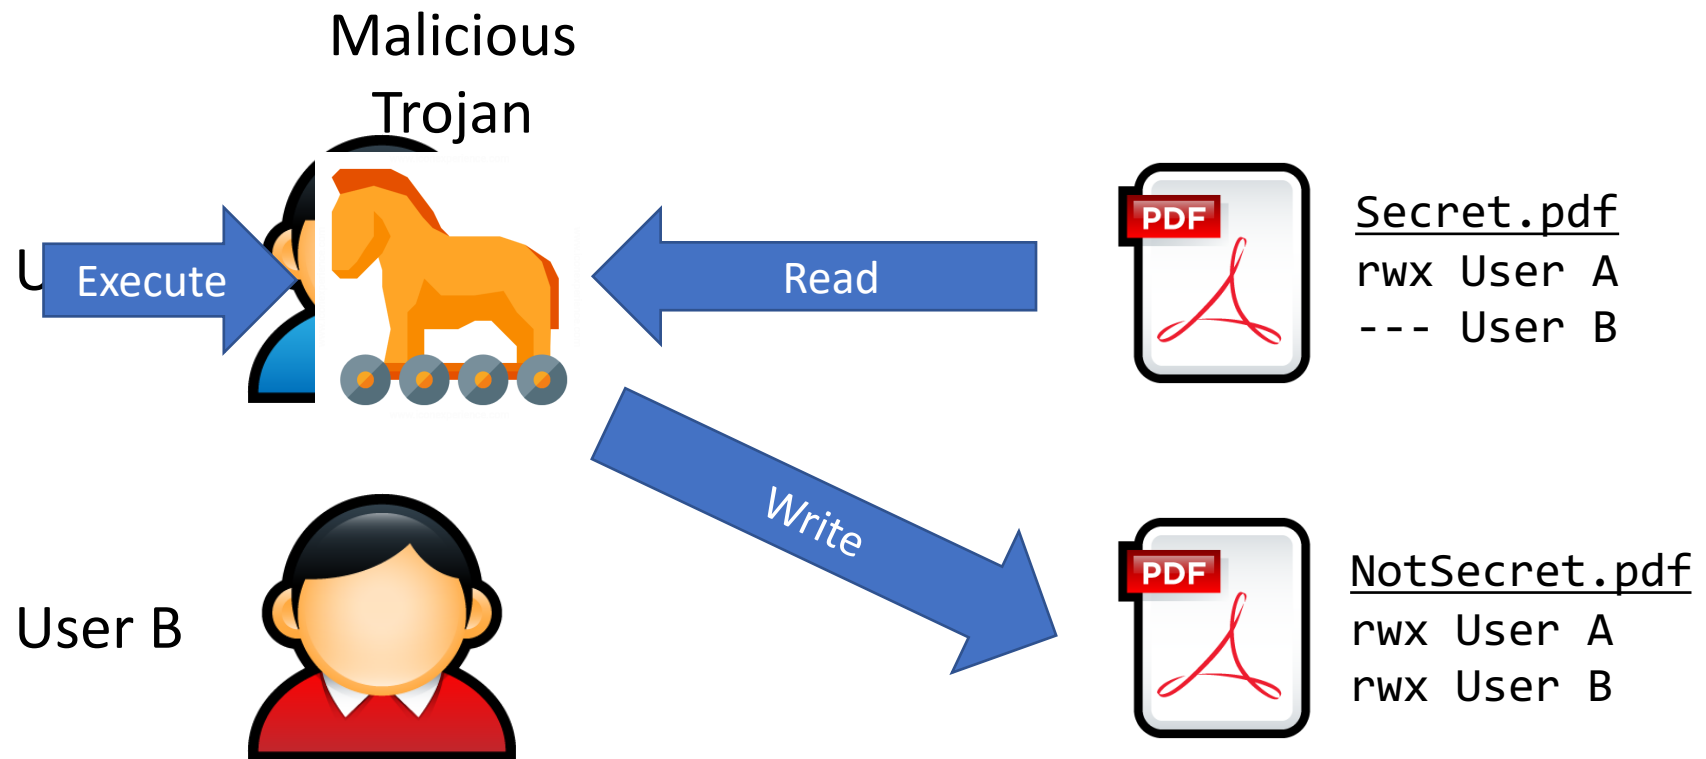 Malicious
Trojan
Execute
Read
PDF
Secret.pdf
rwx User A
--- User B
Write
User B
PDF
NotSecret.pdf
rwx User A
rwx User B